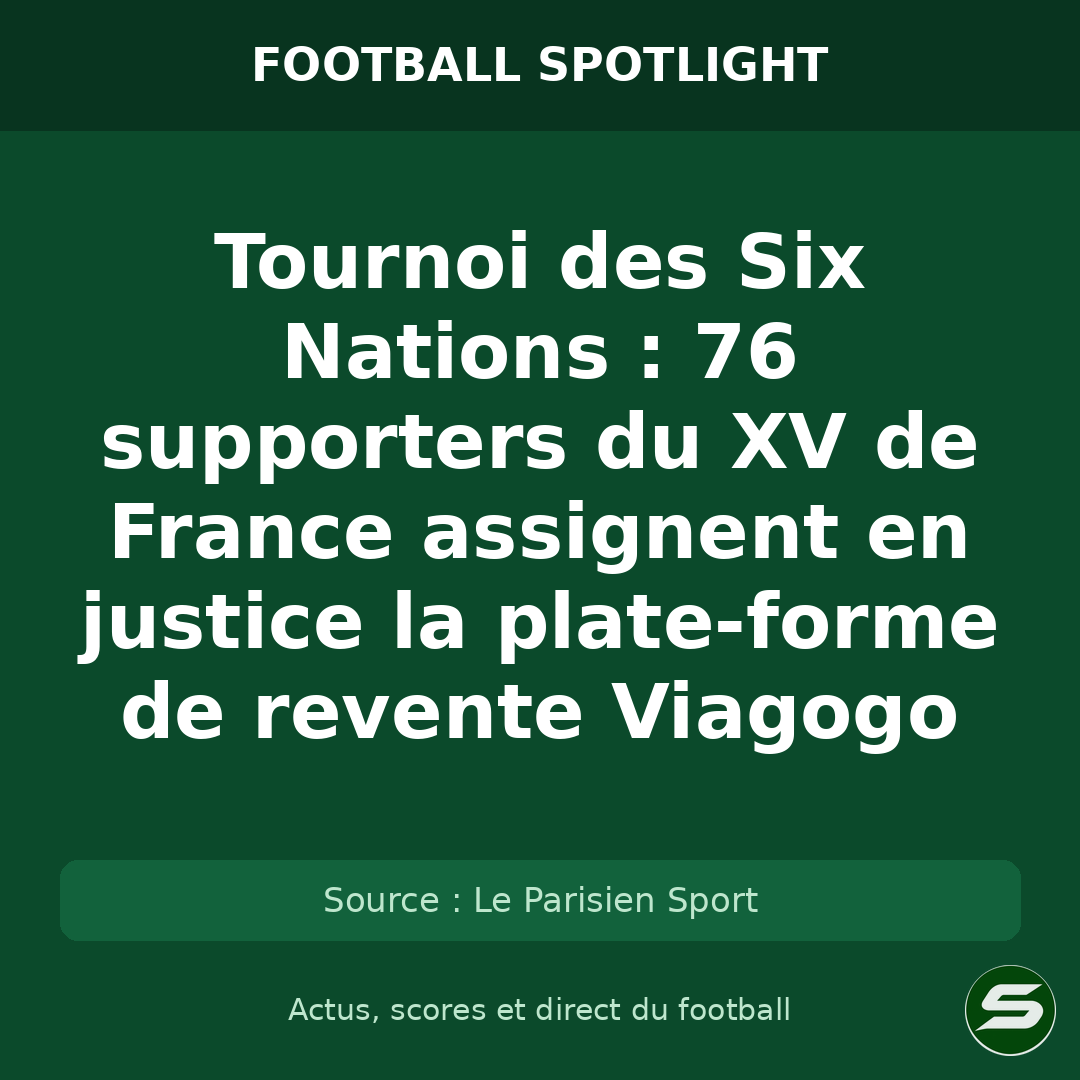 FOOTBALL SPOTLIGHT
Tournoi des Six
Nations : 76
supporters du XV de
France assignent en
justice la plate-forme
de revente Viagogo
Source : Le Parisien Sport
Actus, scores et direct du football
S